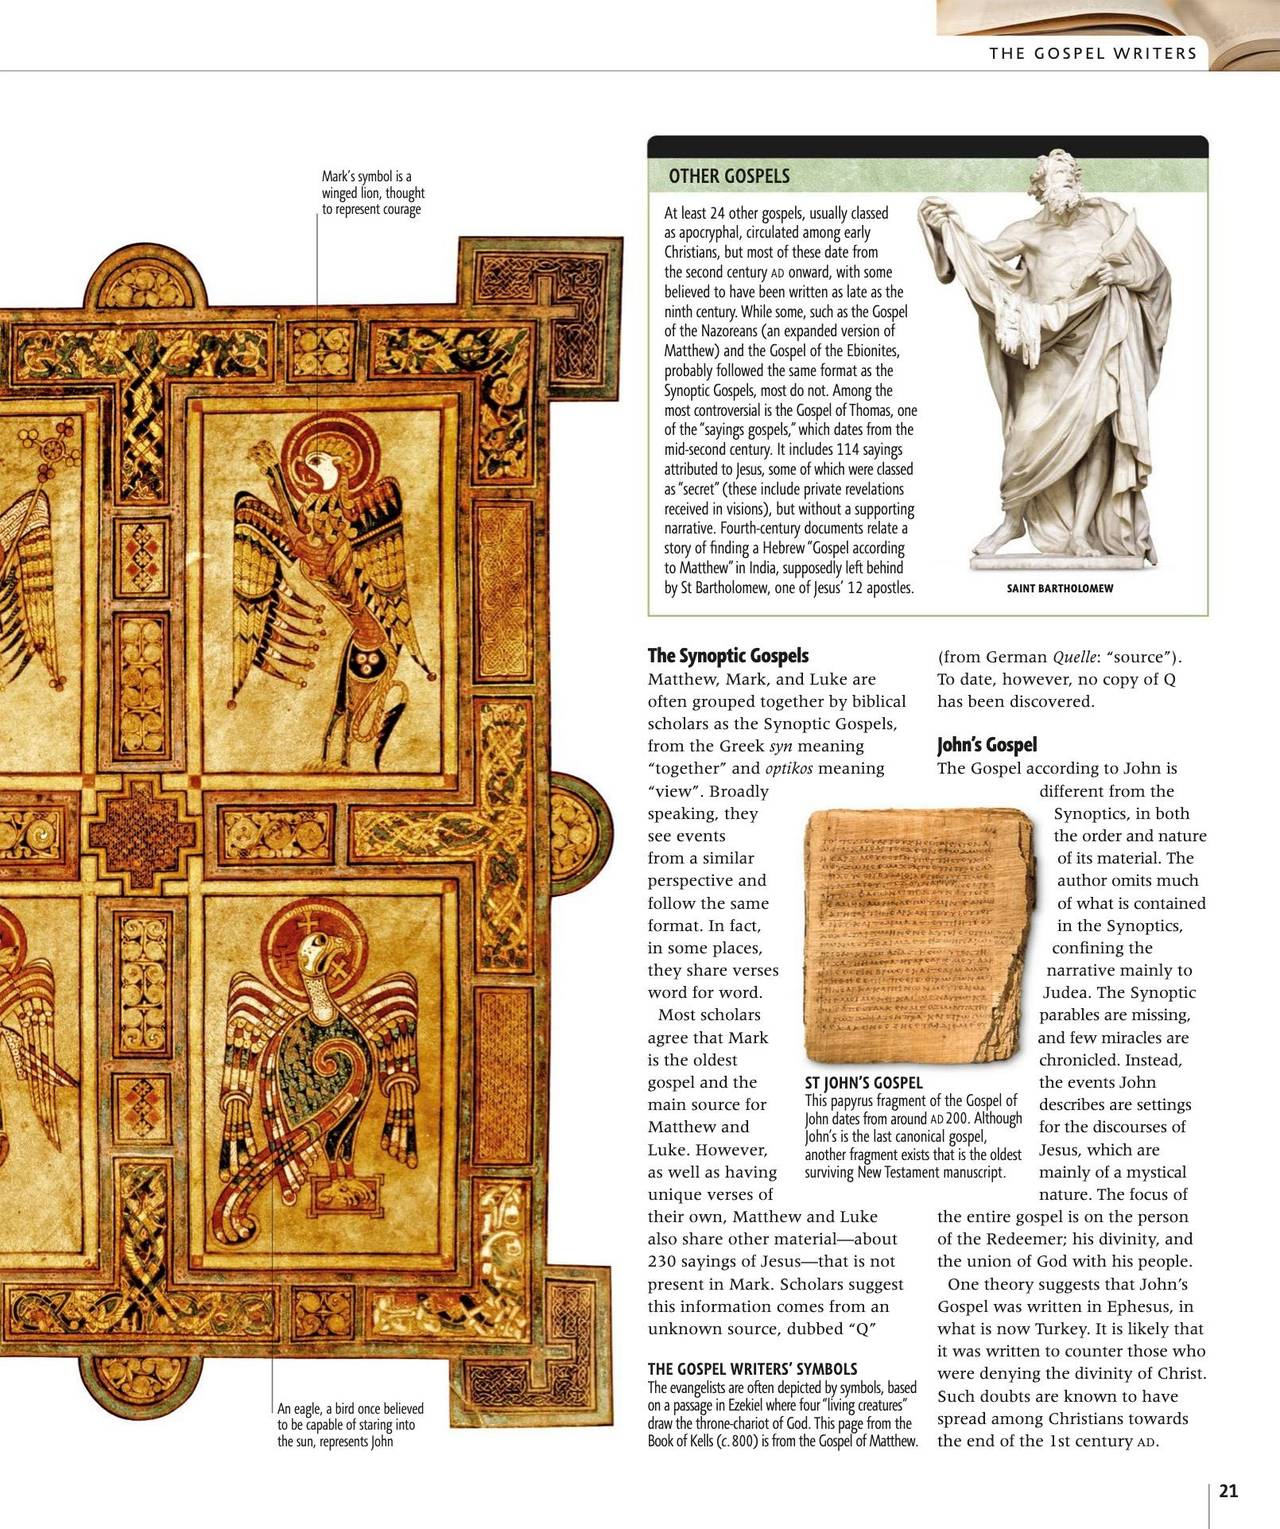 THE GOSPEL WRITERS
Mark's symbol is a
winged lion, thought
to represent courage
OTHER GOSPELS
At least 24 other gospels, usually classed
as apocryphal, circulated among early
Christians, but most of these date from
the second century AD onward, with some
believed to have been written as late as the
ninth century. While some, such as the Gospel
of the Nazoreans (an expanded version of
Matthew) and the Gospel of the Ebionites,
probably followed the same format as the
Synoptic Gospels, most do not. Among the
most controversial is the Gospel of Thomas, one
of the “sayings gospels,” which dates from the
mid-second century. It includes 114 sayings
attributed to Jesus, some of which were classed
as “secret” (these include private revelations
received in visions), but without a supporting
narrative. Fourth-century documents relate a
story of finding a Hebrew “Gospel according
to Matthew” in India, supposedly left behind
by St Bartholomew, one of Jesus’ 12 apostles.
SAINT BARTHOLOMEW
The Synoptic Gospels
Matthew, Mark, and Luke are
often grouped together by biblical
scholars as the Synoptic Gospels,
from the Greek syn meaning
“together” and optikos meaning
“view”. Broadly
speaking, they
see events
from a similar
perspective and
follow the same
format. In fact,
in some places,
they share verses
word for word.
Most scholars
agree that Mark
is the oldest
gospel and the
main source for
Matthew and
Luke. However,
as well as having
unique verses of
their own, Matthew and Luke
also share other material—about
230 sayings of Jesus—that is not
present in Mark. Scholars suggest
this information comes from an
unknown source, dubbed “Q”
(from German Quelle: “source”).
To date, however, no copy of Q
has been discovered.
John’s Gospel
The Gospel according to John is
different from the
Synoptics, in both
the order and nature
of its material. The
author omits much
of what is contained
in the Synoptics,
confining the
narrative mainly to
Judea. The Synoptic
parables are missing,
and few miracles are
chronicled. Instead,
the events John
describes are settings
for the discourses of
Jesus, which are
mainly of a mystical
nature. The focus of
the entire gospel is on the person
of the Redeemer; his divinity, and
the union of God with his people.
One theory suggests that John’s
Gospel was written in Ephesus, in
what is now Turkey. It is likely that
it was written to counter those who
were denying the divinity of Christ.
Such doubts are known to have
spread among Christians towards
the end of the 1st century AD.
ST JOHN’S GOSPEL
This papyrus fragment of the Gospel of
John dates from around AD 200. Although
John’s is the last canonical gospel,
another fragment exists that is the oldest
surviving New Testament manuscript.
THE GOSPEL WRITERS’ SYMBOLS
The evangelists are often depicted by symbols, based
on a passage in Ezekiel where four “living creatures”
draw the throne-chariot of God. This page from the
Book of Kells (c. 800) is from the Gospel of Matthew.
An eagle, a bird once believed
to be capable of staring into
the sun, represents John
21